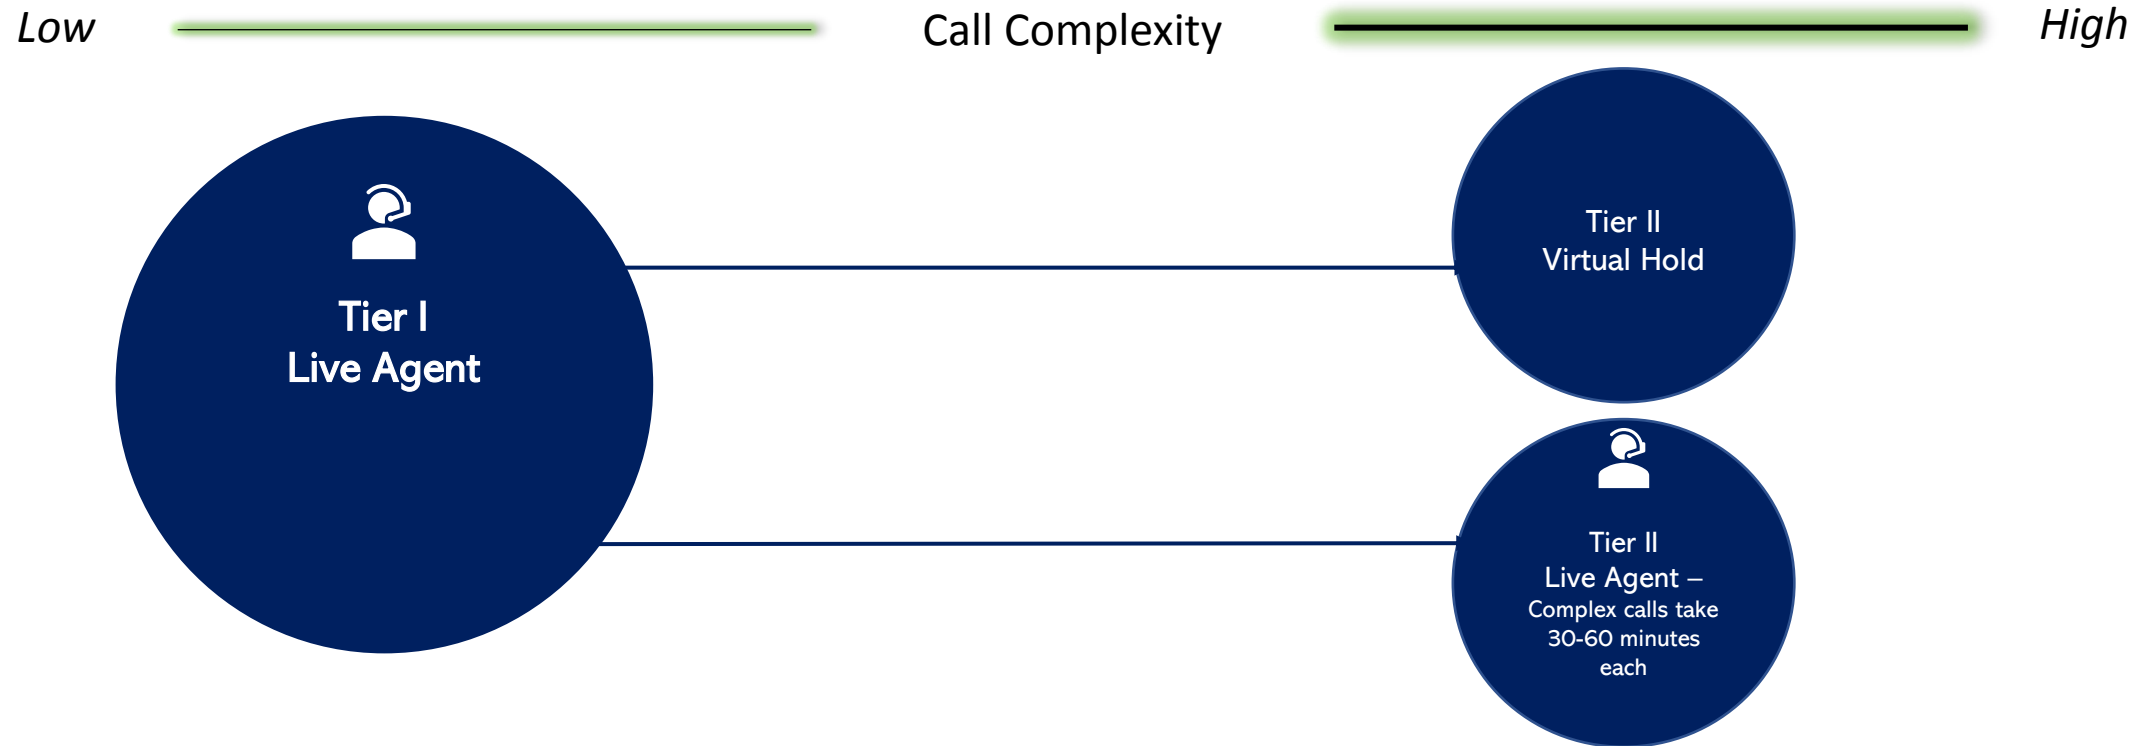 Low
Call Complexity
High
Tier I
Live Agent
Tier II
Virtual Hold
Tier II
Live Agent –
Complex calls take
30-60 minutes
each